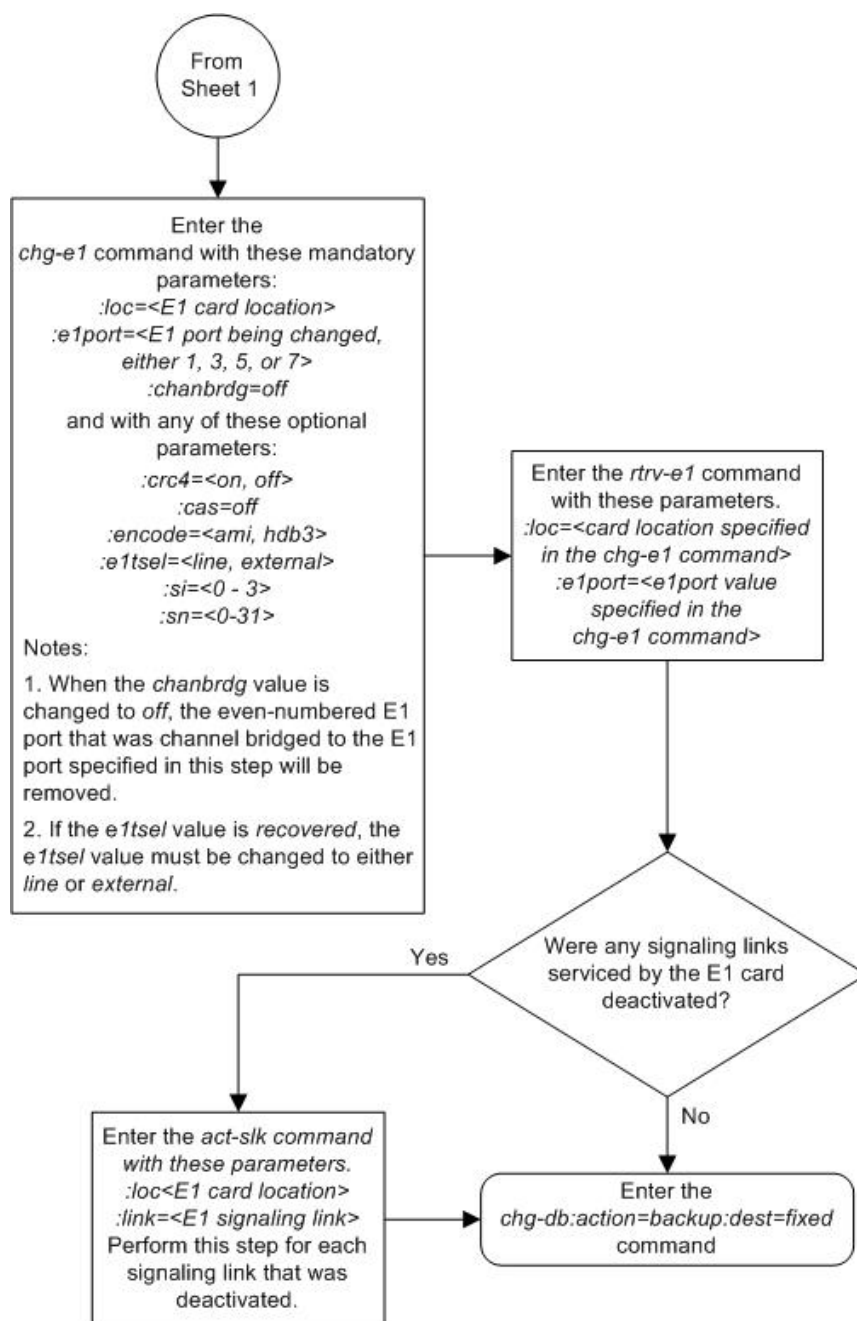 From
Sheet 1
Enter the
chg-e1 command with these mandatory
parameters:
:loc=<E1 card location>
:e1port=<E1 port being changed,
either 1, 3, 5, or 7>
:chanbrdg=off
and with any of these optional
parameters:
:crc4=<on, off>
:cas=off
:encode=<ami, hdb3>
:e1tsel=<line, external>
:si=<0 - 3>
:sn=<0-31>
Notes:
1. When the chanbrdg value is
changed to off, the even-numbered E1
port that was channel bridged to the E1
port specified in this step will be
removed.
2. If the e1tsel value is recovered, the
e1tsel value must be changed to either
line or external.
Enter the rtrv-e1 command
with these parameters.
:loc=<card location specified
in the chg-e1 command>
:e1port=<e1port value
specified in the
chg-e1 command>
Were any signaling links
serviced by the E1 card
deactivated?
Yes
No
Enter the act-slk command
with these parameters.
:loc<E1 card location>
:link=<E1 signaling link>
Perform this step for each
signaling link that was
deactivated.
Enter the
chg-db:action=backup:dest=fixed
command